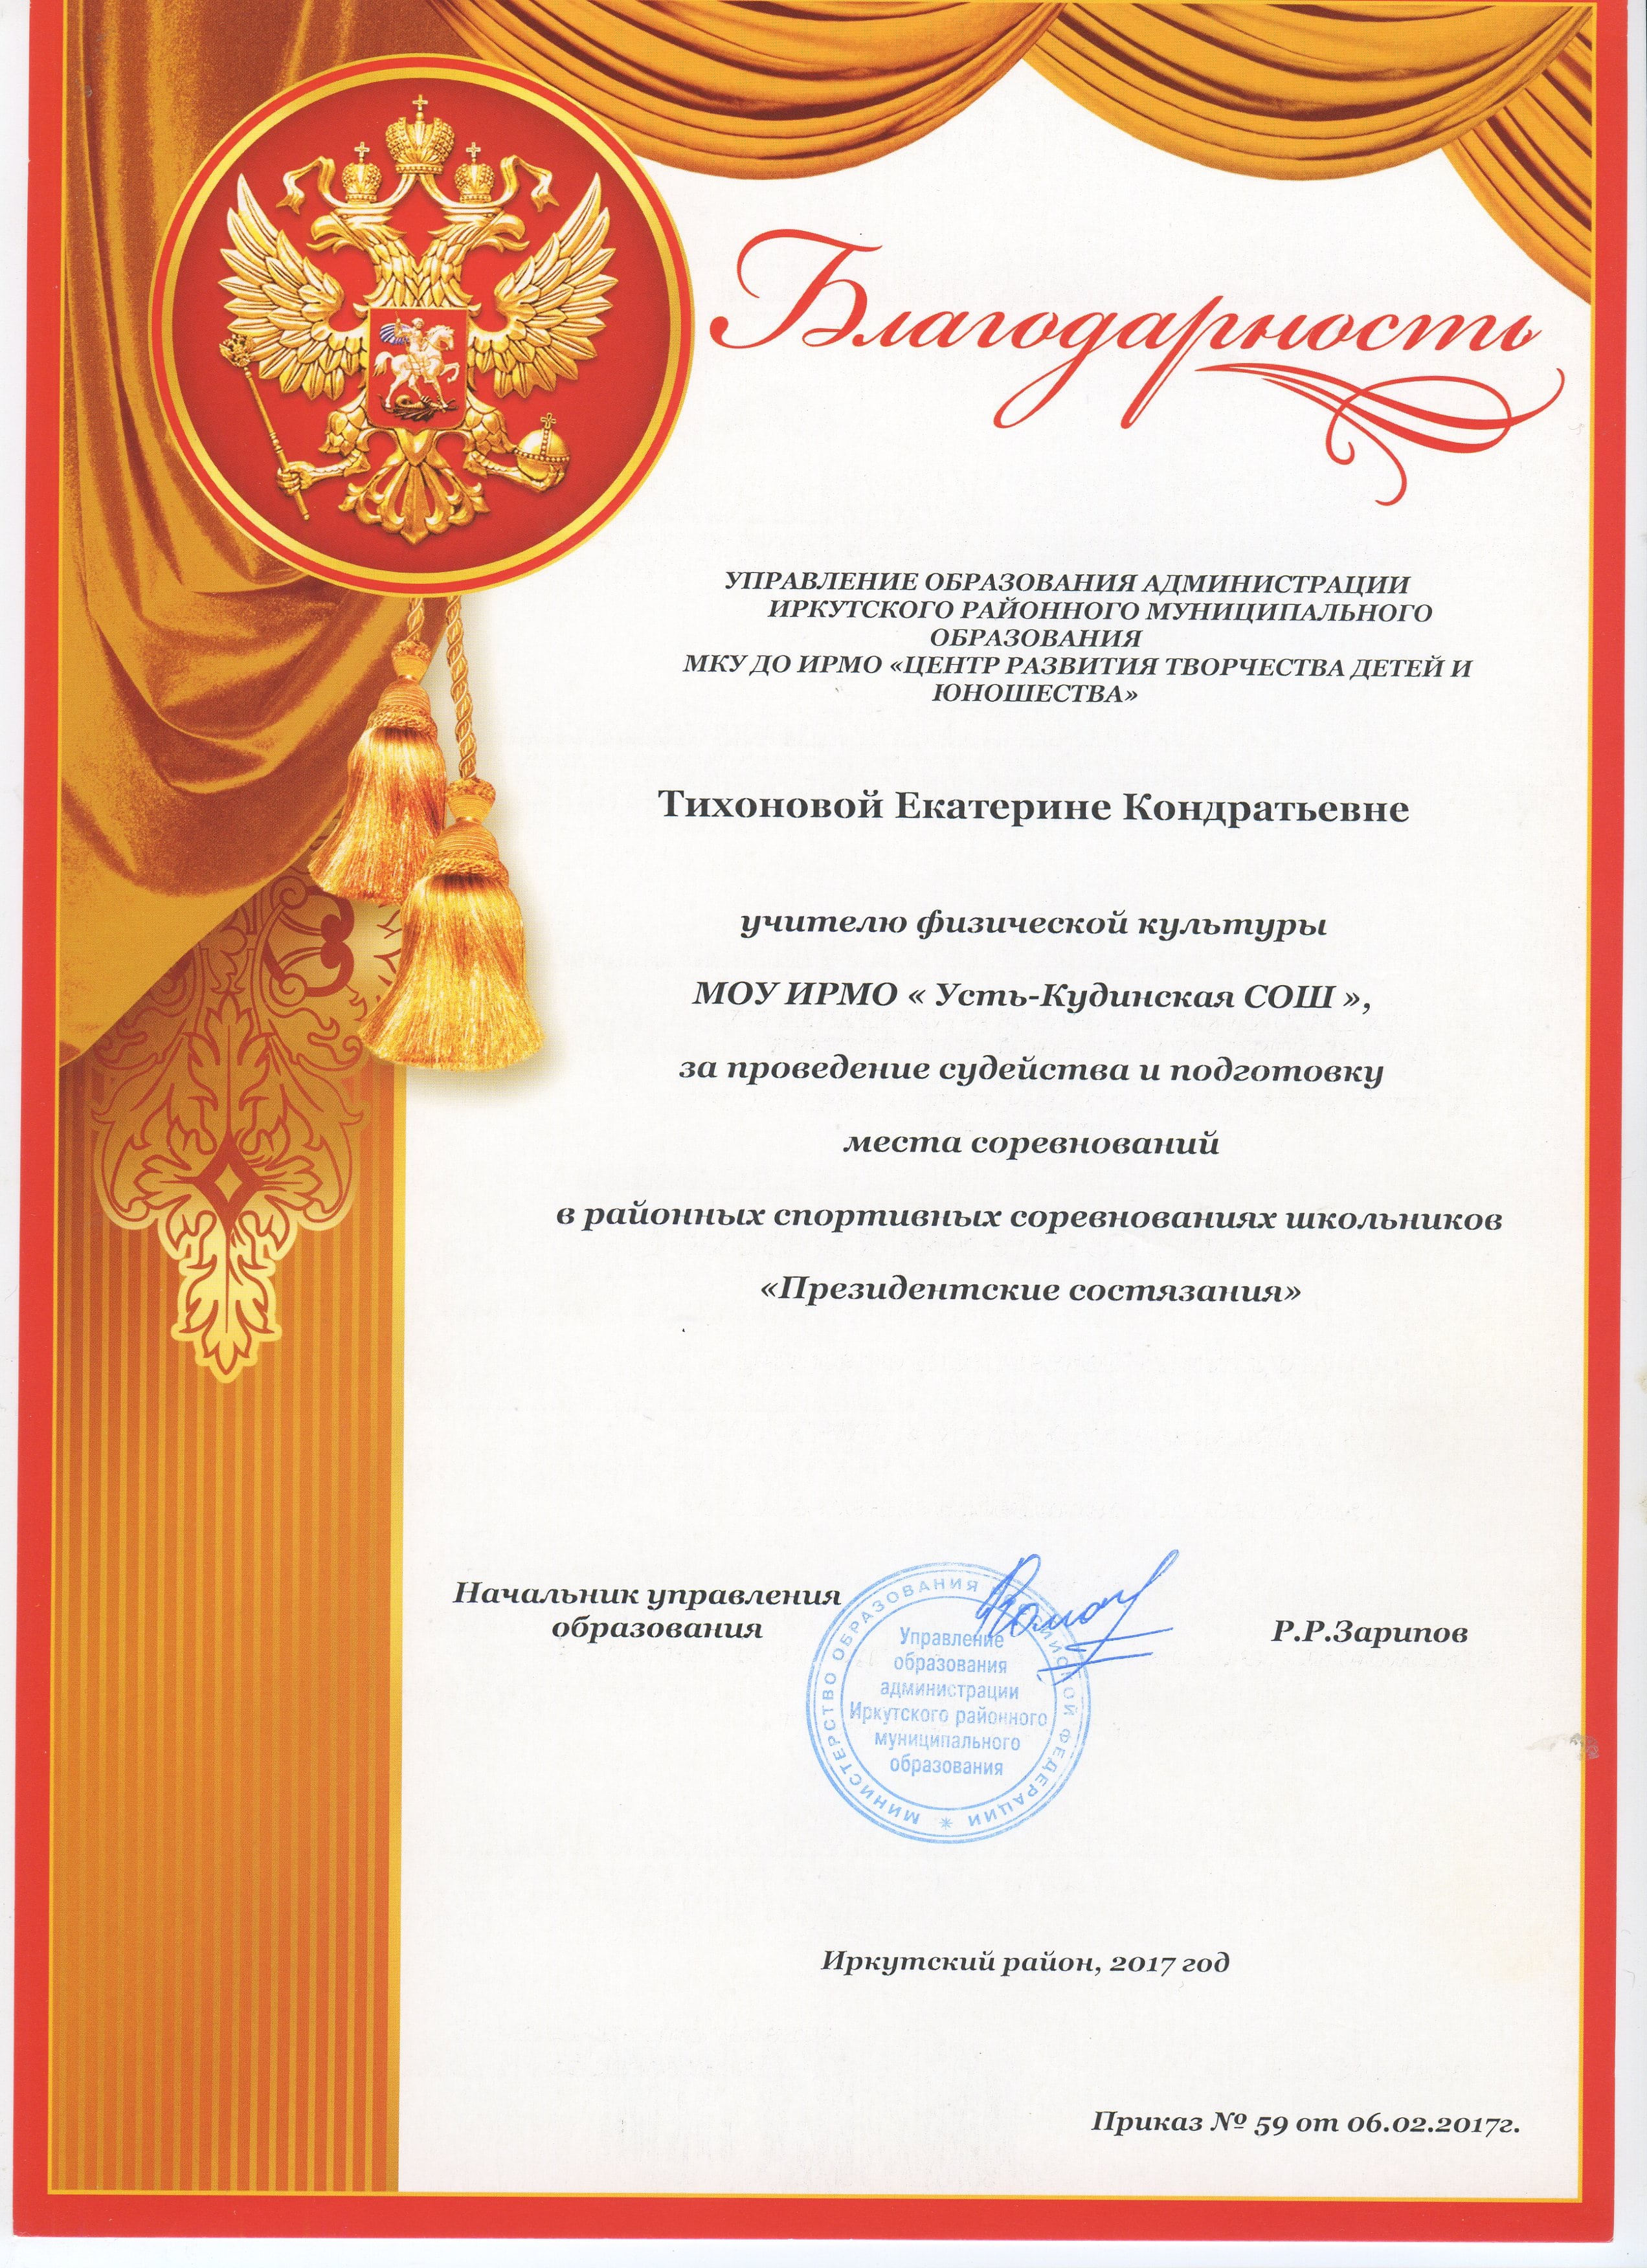 Благодарность
УПРАВЛЕНИЕ ОБРАЗОВАНИЯ АДМИНИСТРАЦИИ
ИРКУТСКОГО РАЙОННОГО МУНИЦИПАЛЬНОГО
ОБРАЗОВАНИЯ
МКУ ДО ИРМО «ЦЕНТР РАЗВИТИЯ ТВОРЧЕСТВА ДЕТЕЙ И
ЮНОШЕСТВА»
Тихоновой Екатерине Кондратьевне
учителю физической культуры
МОУ ИРМО « Усть-Кудинская СОШ »,
за проведение судейства и подготовку
места соревнований
в районных спортивных соревнованиях школьников
«Президентские состязания»
Начальник управления
образования
МИНИСТЕРСТВО ОБРАЗОВАНИЯ РОССИЙСКОЙ ФЕДЕРАЦИИ
Управление
образования
администрации
Иркутского районного
муниципального
образования
Р.Р.Зарипов
Иркутский район, 2017 год
Приказ № 59 от 06.02.2017г.